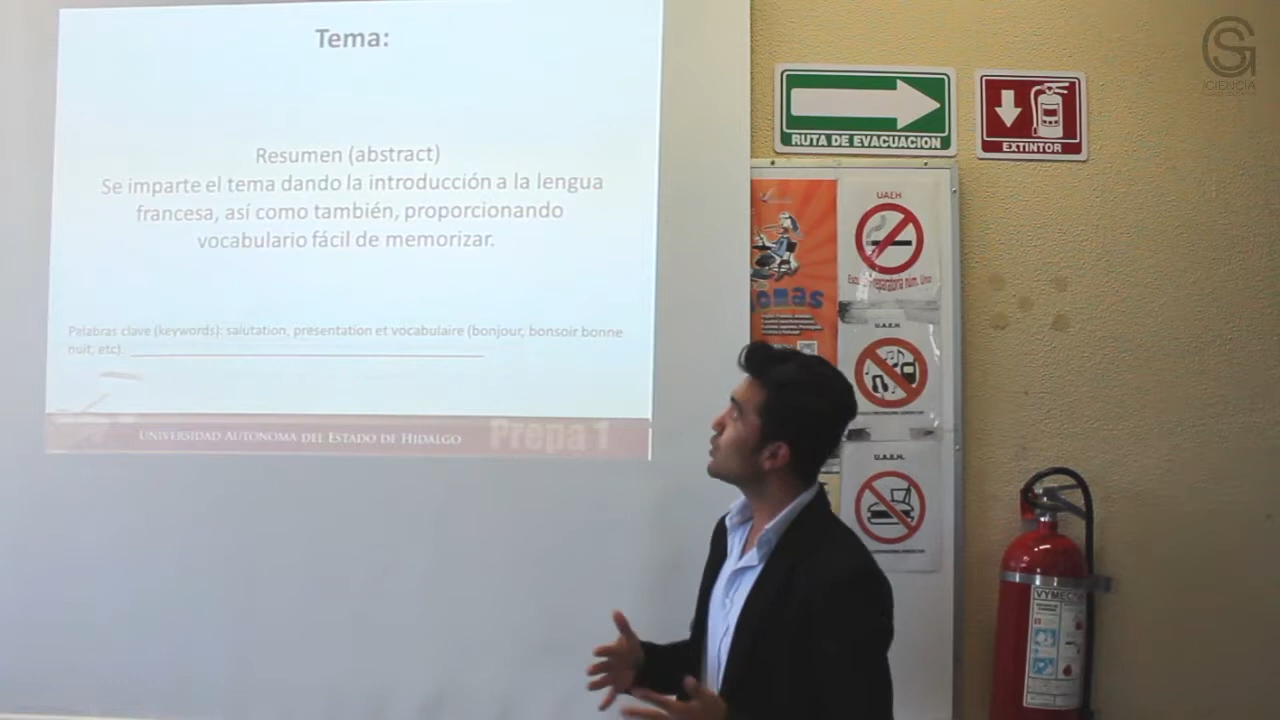 Tema:
Resumen (abstract)
Se imparte el tema dando la introducción a la lengua
francesa, así como también, proporcionando
vocabulario fácil de memorizar.
Palabras clave (keywords): salutation, presentation et vocabulaire (bonjour, bonsoir bonne
nuit, etc).
UNIVERSIDAD AUTONOMA DEL ESTADO DE HIDALGO
Prepa 1
CIENCIA
RUTA DE EVACUACION
EXTINTOR
UAEH
U.A.E.H.
U.A.E.H.